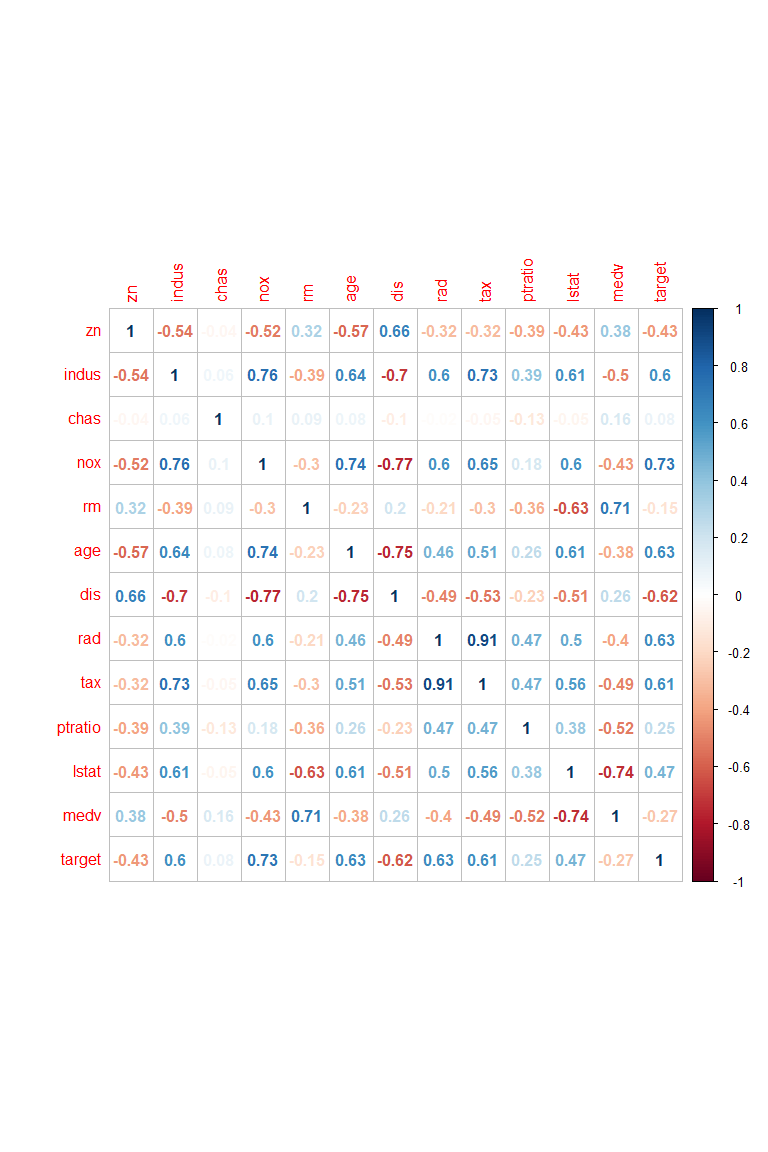 zn indus chas nox rm age dis rad tax ptratio lstat medv target
zn 1 -0.54 -0.04 -0.52 0.32 -0.57 0.66 -0.32 -0.32 -0.39 -0.43 0.38 -0.43
indus -0.54 1 0.06 0.76 -0.39 0.64 -0.7 0.6 0.73 0.39 0.61 -0.5 0.6
chas -0.04 0.06 1 0.1 0.09 0.08 -0.1 -0.05 -0.13 -0.05 0.16 0.08
nox -0.52 0.76 0.1 1 -0.3 0.74 -0.77 0.6 0.65 0.18 0.6 -0.43 0.73
rm 0.32 -0.39 0.09 -0.3 1 -0.23 0.2 -0.21 -0.3 -0.36 -0.63 0.71 -0.15
age -0.57 0.64 0.08 0.74 -0.23 1 -0.75 0.46 0.51 0.26 0.61 -0.38 0.63
dis 0.66 -0.7 -0.1 -0.77 0.2 -0.75 1 -0.49 -0.53 -0.23 -0.51 0.26 -0.62
rad -0.32 0.6 0.6 -0.21 0.46 -0.49 1 0.91 0.47 0.5 -0.4 0.63
tax -0.32 0.73 -0.05 0.65 -0.3 0.51 -0.53 0.91 1 0.47 0.56 -0.49 0.61
ptratio -0.39 0.39 -0.13 0.18 -0.36 0.26 -0.23 0.47 0.47 1 0.38 -0.52 0.25
lstat -0.43 0.61 -0.05 0.6 -0.63 0.61 -0.51 0.5 0.56 0.38 1 -0.74 0.47
medv 0.38 -0.5 0.16 -0.43 0.71 -0.38 0.26 -0.4 -0.49 -0.52 -0.74 1 -0.27
target -0.43 0.6 0.08 0.73 -0.15 0.63 -0.62 0.63 0.61 0.25 0.47 -0.27 1
1
0.8
0.6
0.4
0.2
0
-0.2
-0.4
-0.6
-0.8
-1